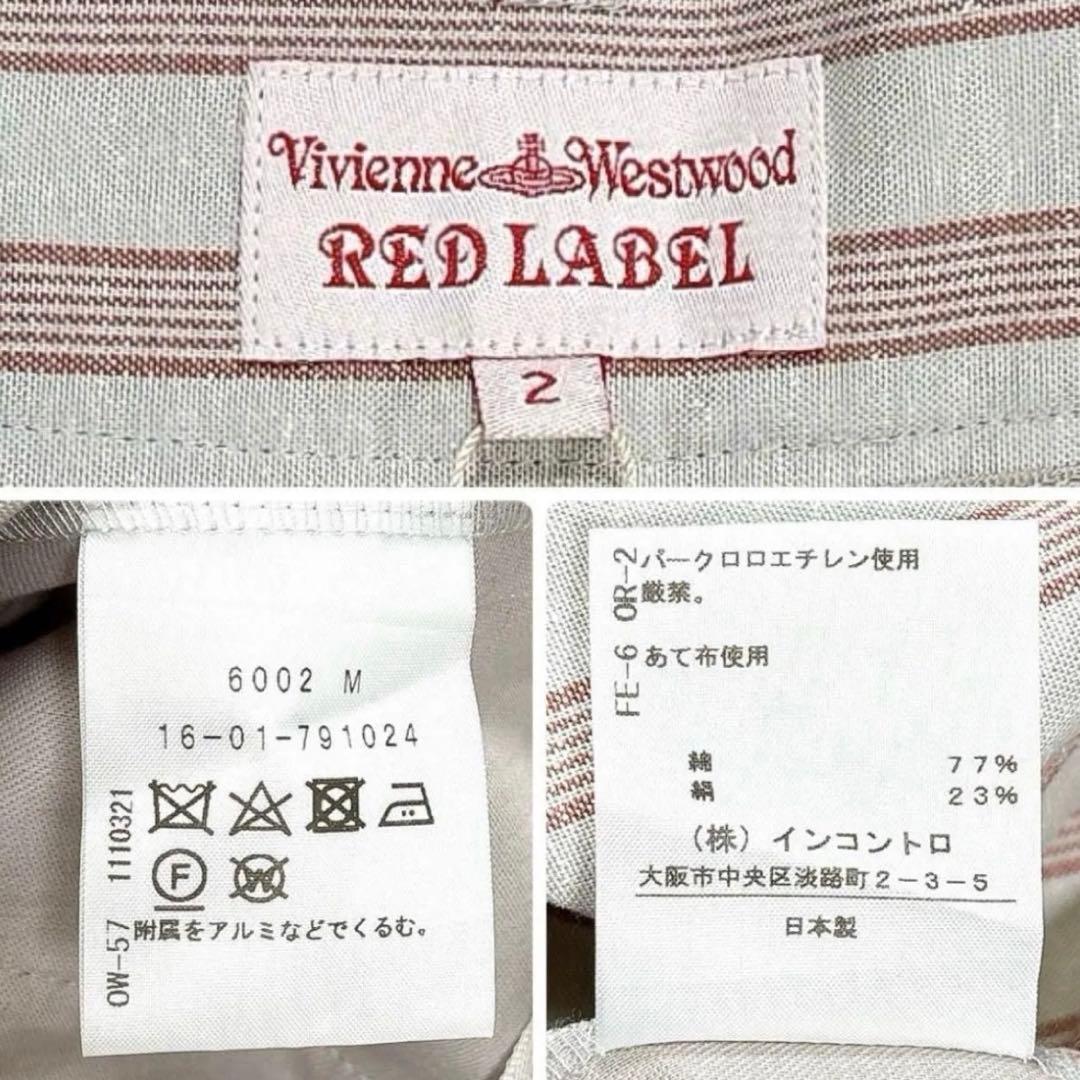 Vivienne Westwood
RED LABEL
2
6002 M
16-01-791024
F
W
附属をアルミなどでくるむ。
OW-57 1110321
パークロロエチレン使用
厳禁。
あて布使用
FE-6 OR-2
綿 77%
絹 23%
(株)インコントロ
大阪市中央区淡路町2-3-5
日本製